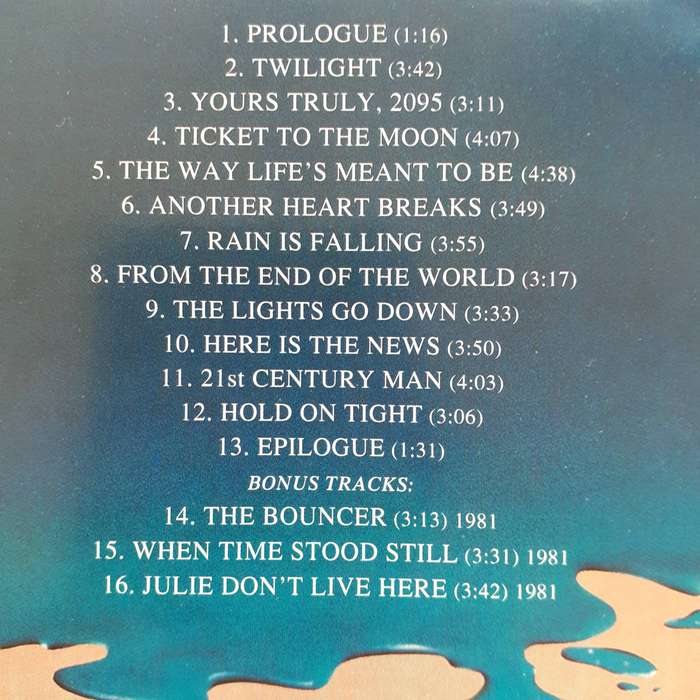 1. PROLOGUE (1:16)
2. TWILIGHT (3:42)
3. YOURS TRULY, 2095 (3:11)
4. TICKET TO THE MOON (4:07)
5. THE WAY LIFE'S MEANT TO BE (4:38)
6. ANOTHER HEART BREAKS (3:49)
7. RAIN IS FALLING (3:55)
8. FROM THE END OF THE WORLD (3:17)
9. THE LIGHTS GO DOWN (3:33)
10. HERE IS THE NEWS (3:50)
11. 21st CENTURY MAN (4:03)
12. HOLD ON TIGHT (3:06)
13. EPILOGUE (1:31)
BONUS TRACKS:
14. THE BOUNCER (3:13) 1981
15. WHEN TIME STOOD STILL (3:31) 1981
16. JULIE DON'T LIVE HERE (3:42) 1981